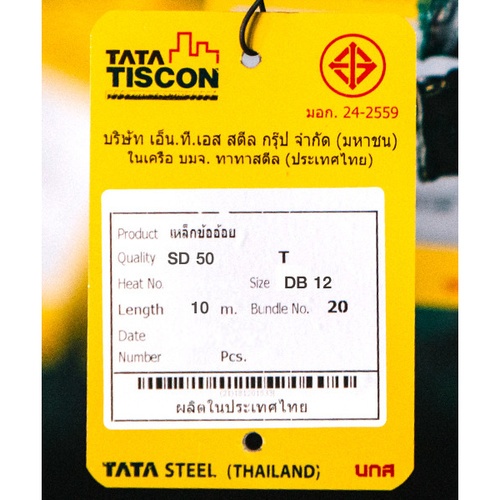 TATA
TISCON
มอก. 24-2559
บริษัท เอ็น.ที.เอส สตีล กรุ๊ป จำกัด (มหาชน)
ในเครือ บมจ. ทาทาสตีล (ประเทศไทย)
Product เหล็กข้ออ้อย
Quality SD 50 T
Heat No. Size DB 12
Length 10 m. Bundle No. 20
Date
Number Pcs.
ผลิตในประเทศไทย
TATA STEEL (THAILAND) นทส